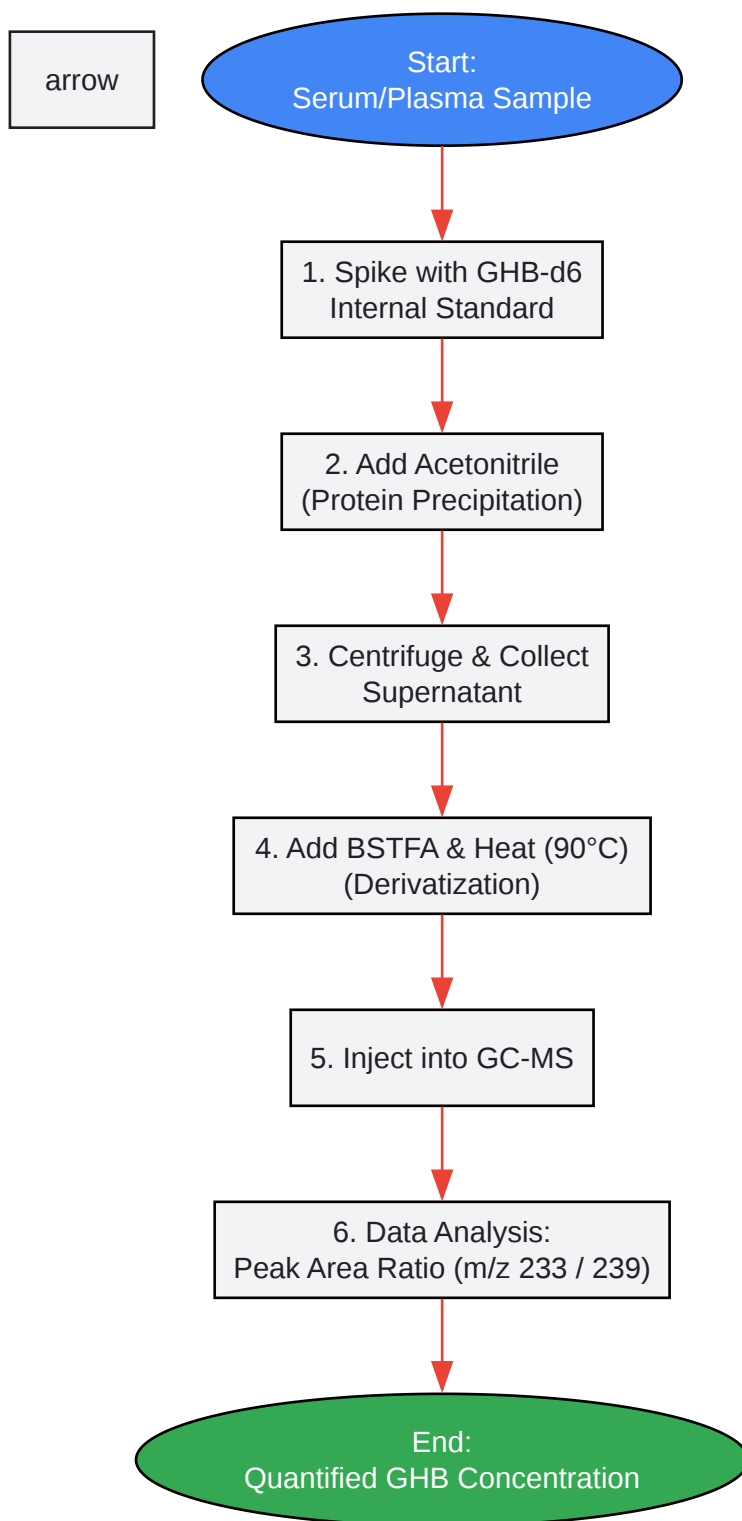 arrow
Start:
Serum/Plasma Sample
1. Spike with GHB-d6
Internal Standard
2. Add Acetonitrile
(Protein Precipitation)
3. Centrifuge & Collect
Supernatant
4. Add BSTFA & Heat (90°C)
(Derivatization)
5. Inject into GC-MS
6. Data Analysis:
Peak Area Ratio (m/z 233 / 239)
End:
Quantified GHB Concentration